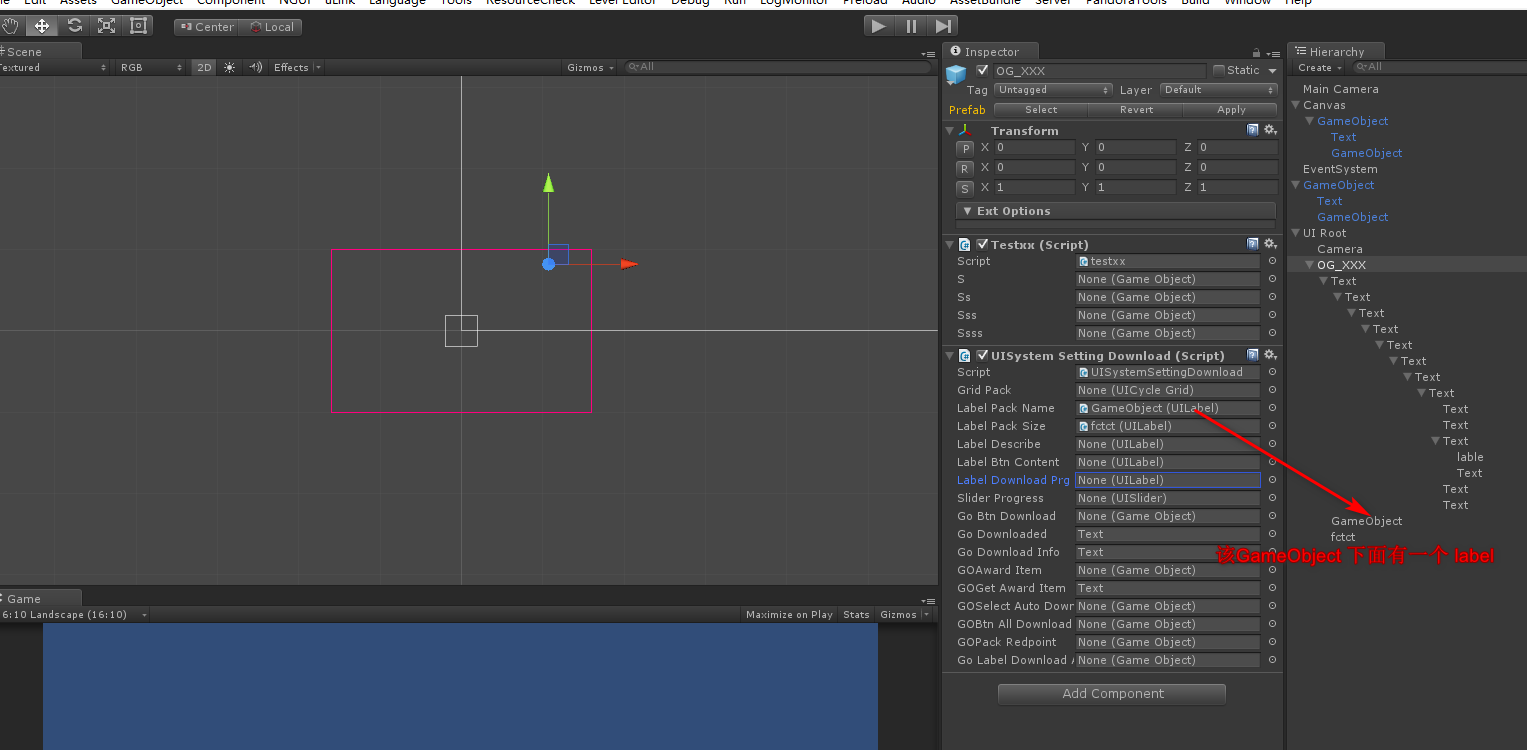 Edit Assets GameObject Component NGUI uLink Language Tools ResourceCheck Level Editor Debug Run LogMonitor Preload Audio AssetBundle Server PandoraTools Build Window Help
Center Local
Scene
Textured RGB 2D Effects Gizmos All
Game
6:10 Landscape (16:10) Maximize on Play Stats Gizmos
Inspector
OG_XXX Static
Tag Untagged Layer Default
Prefab Select Revert Apply
Transform
P X 0 Y 0 Z 0
R X 0 Y 0 Z 0
S X 1 Y 1 Z 1
Ext Options
Testxx (Script)
Script testxx
S None (Game Object)
Ss None (Game Object)
Sss None (Game Object)
Ssss None (Game Object)
UISystem Setting Download (Script)
Script UISystemSettingDownload
Grid Pack None (UICycle Grid)
Label Pack Name GameObject (UILabel)
Label Pack Size fctct (UILabel)
Label Describe None (UILabel)
Label Btn Content None (UILabel)
Label Download Prg None (UILabel)
Slider Progress None (UISlider)
Go Btn Download None (Game Object)
Go Downloaded Text
Go Download Info Text
GOAward Item None (Game Object)
GOGet Award Item Text
GOSelect Auto Down None (Game Object)
GOBtn All Download None (Game Object)
GOPack Redpoint None (Game Object)
Go Label Download None (Game Object)
Add Component
Hierarchy
Create All
Main Camera
Canvas
GameObject
Text
GameObject
EventSystem
GameObject
Text
GameObject
UI Root
Camera
OG_XXX
Text
Text
Text
Text
Text
Text
Text
Text
Text
Text
Text
lable
Text
Text
Text
GameObject
fctct
该GameObject 下面有一个 label